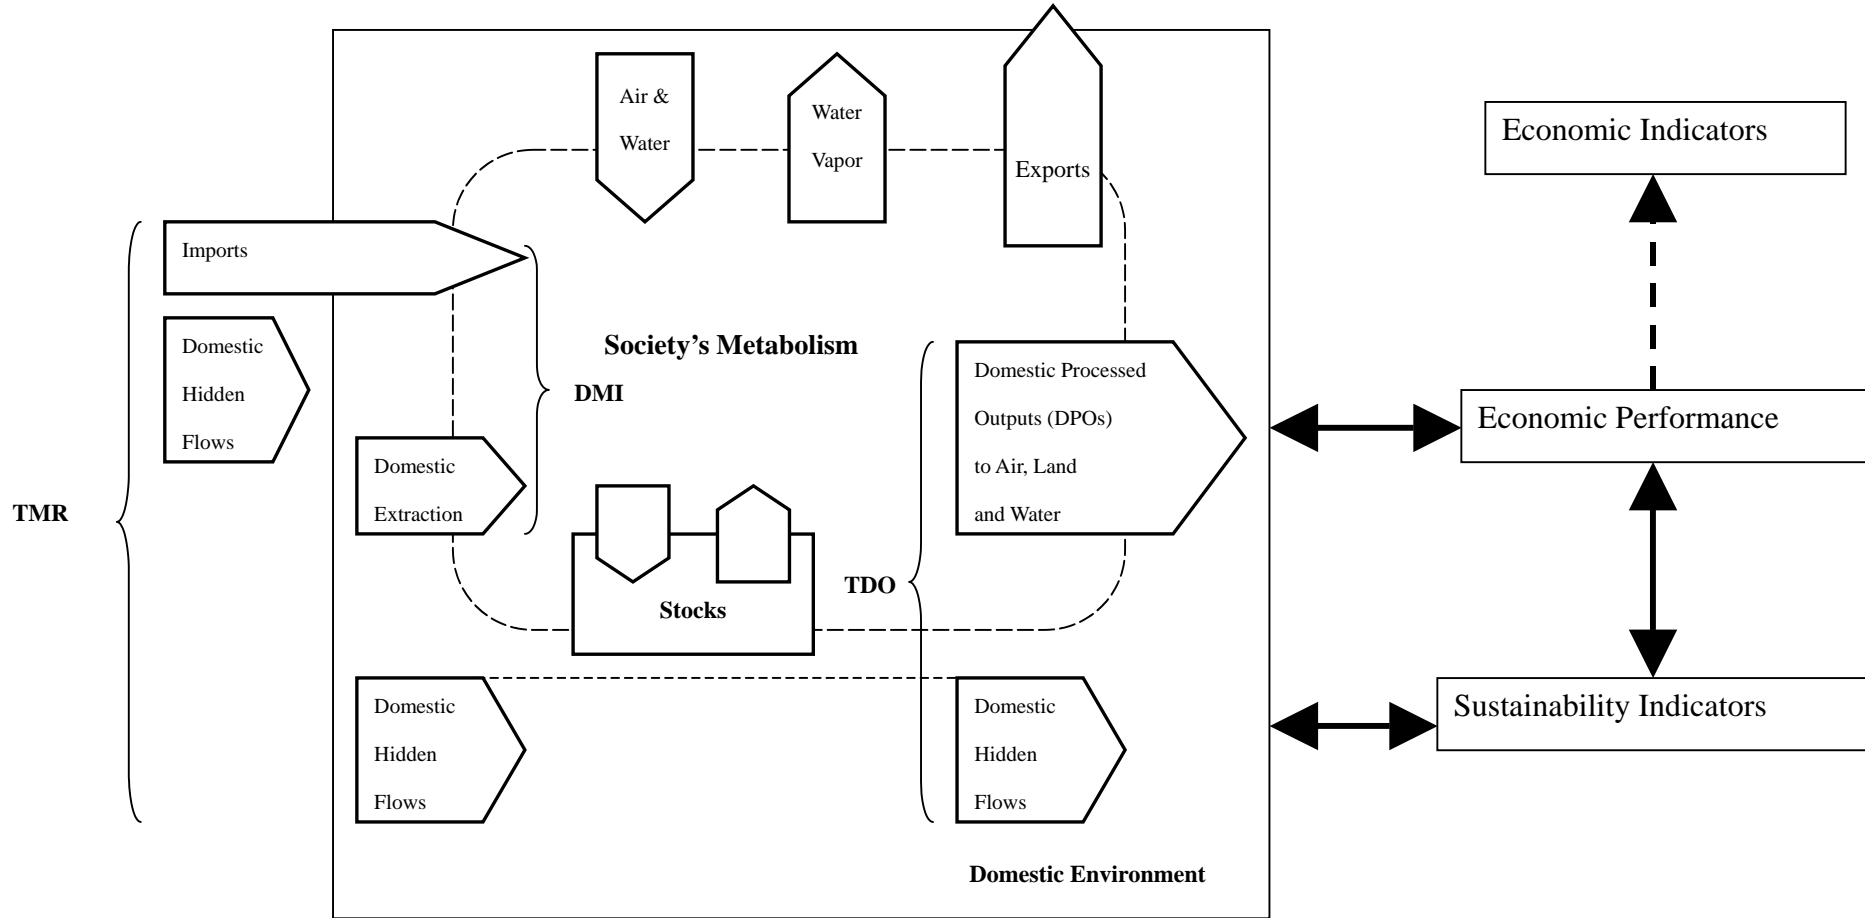 Air &
Water
Water
Vapor
Exports
Economic Indicators
Imports
Domestic
Hidden
Flows
Society’s Metabolism
DMI
Domestic Processed
Outputs (DPOs)
to Air, Land
and Water
Economic Performance
Domestic
Extraction
TMR
TDO
Stocks
Domestic
Hidden
Flows
Domestic
Hidden
Flows
Sustainability Indicators
Domestic Environment